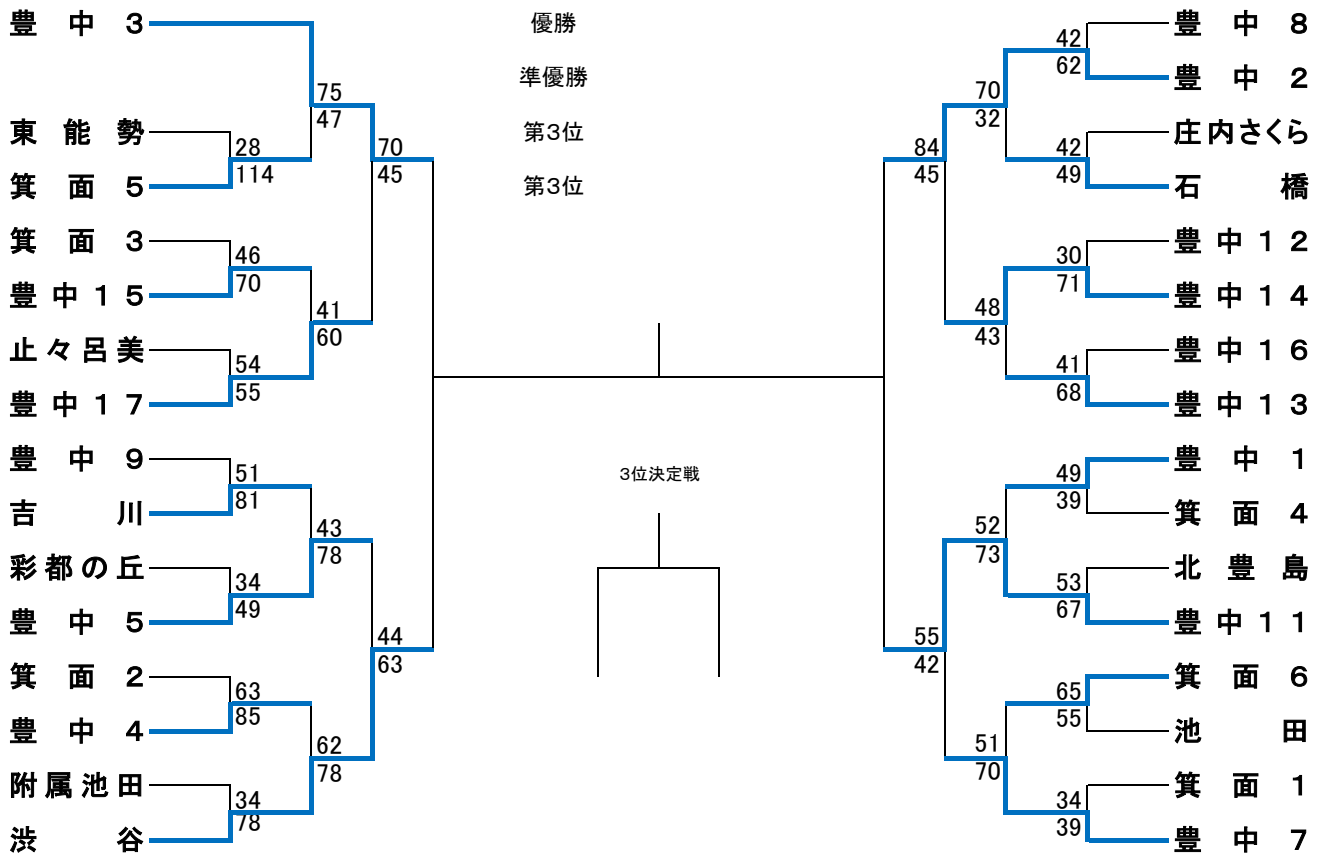 豊中3
東能勢
箕面5
箕面3
豊中15
止々呂美
豊中17
豊中9
吉川
彩都の丘
豊中5
箕面2
豊中4
附属池田
渋谷
75
47
28
114
70
45
46
70
41
60
54
55
51
81
43
78
34
49
44
63
63
85
62
78
34
78
優勝
準優勝
第3位
第3位
3位決定戦
豊中8
豊中2
庄内さくら
石橋
豊中12
豊中14
豊中16
豊中13
豊中1
箕面4
北豊島
豊中11
箕面6
池田
箕面1
豊中7
42
62
70
32
42
49
84
45
30
71
48
43
41
68
49
39
52
73
53
67
55
42
65
55
51
70
34
39